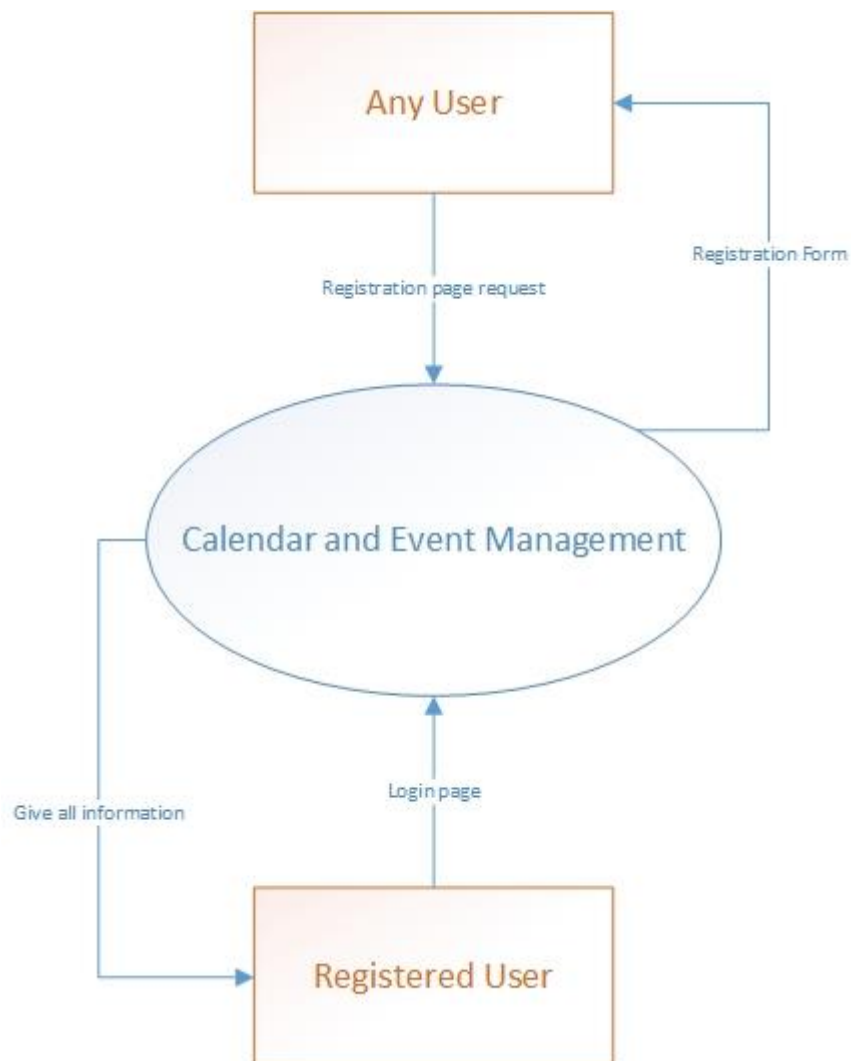 Any User
Registration Form
Registration page request
Calendar and Event Management
Login page
Give all information
Registered User